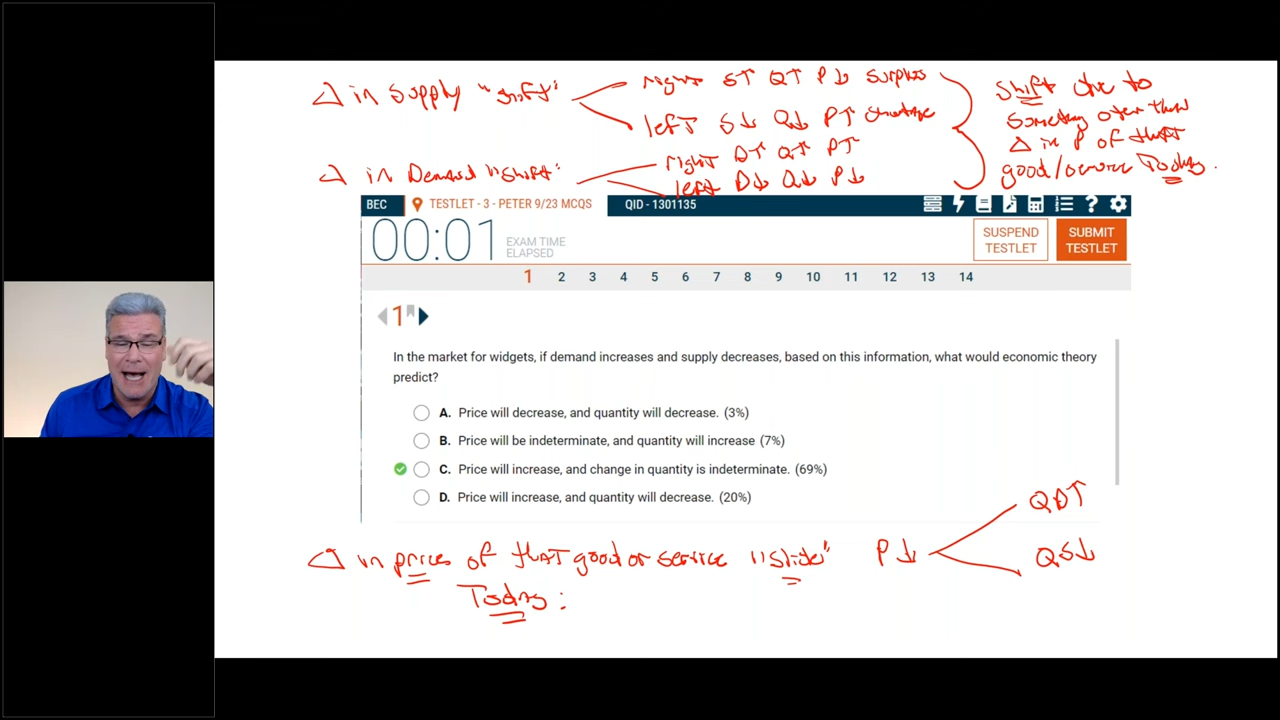 Δ in Supply "shift"
right S↑ Q↑ P↓ surplus
left S↓ Q↓ P↑ shortage
Δ in Demand "shift"
right D↑ Q↑ P↑
left D↓ Q↓ P↓
shift due to
something other than
Δ in P of that
good/service Today.
BEC TESTLET - 3 - PETER 9/23 MCQS QID - 1301135
00:01 EXAM TIME ELAPSED
SUSPEND TESTLET
SUBMIT TESTLET
1 2 3 4 5 6 7 8 9 10 11 12 13 14
1
In the market for widgets, if demand increases and supply decreases, based on this information, what would economic theory
predict?
A. Price will decrease, and quantity will decrease. (3%)
B. Price will be indeterminate, and quantity will increase (7%)
C. Price will increase, and change in quantity is indeterminate. (69%)
D. Price will increase, and quantity will decrease. (20%)
Δ in prices of that good or service "slide" P↓
QD↑
QS↓
Today: